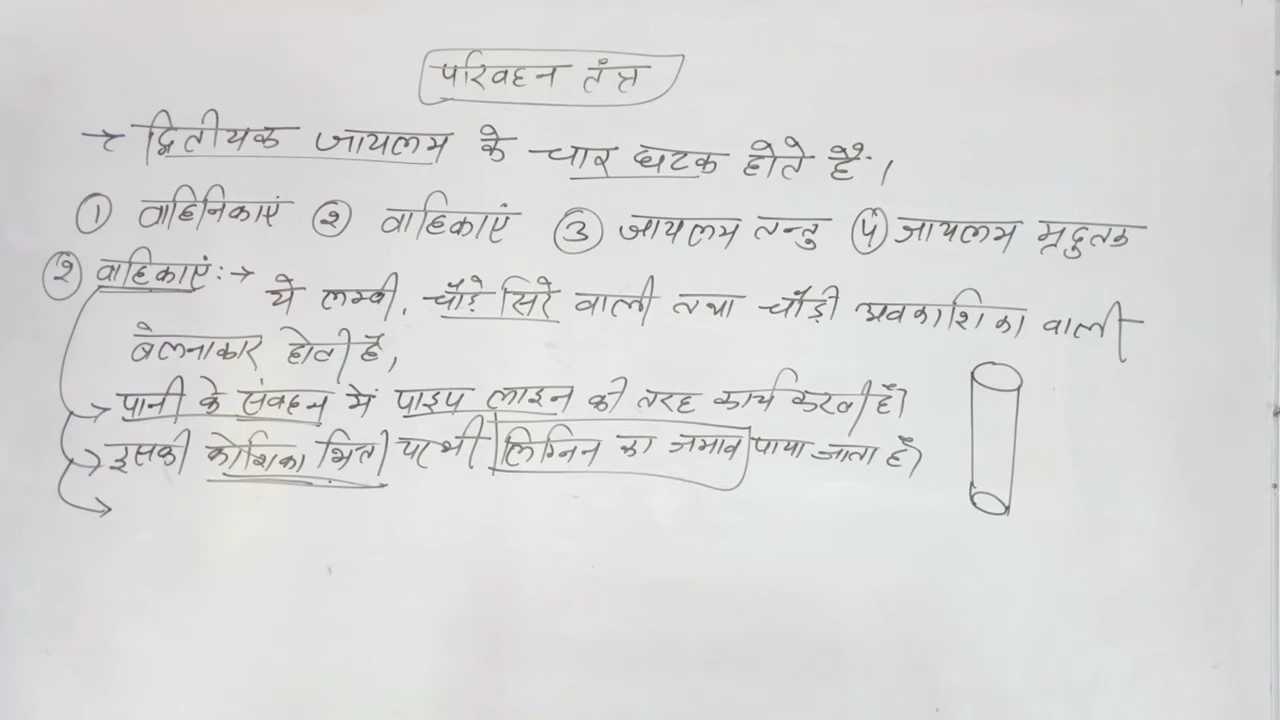 परिवहन तंत्र
→ द्वितीयक जायलम के चार घटक होते हैं।
① वाहिनिकाएं ② वाहिकाएं ③ जायलम तन्तु ④ जायलम मृदुतक
② वाहिकाएं :→ ये लम्बी, चौड़े सिरे वाली तथा चौड़ी अवकाशिका वाली
बेलनाकार होती है,
→ पानी के संवहन में पाइप लाइन की तरह कार्य करती है।
→ इसकी कोशिका भित्ती पर भी लिग्निन का जमाव पाया जाता है।
→